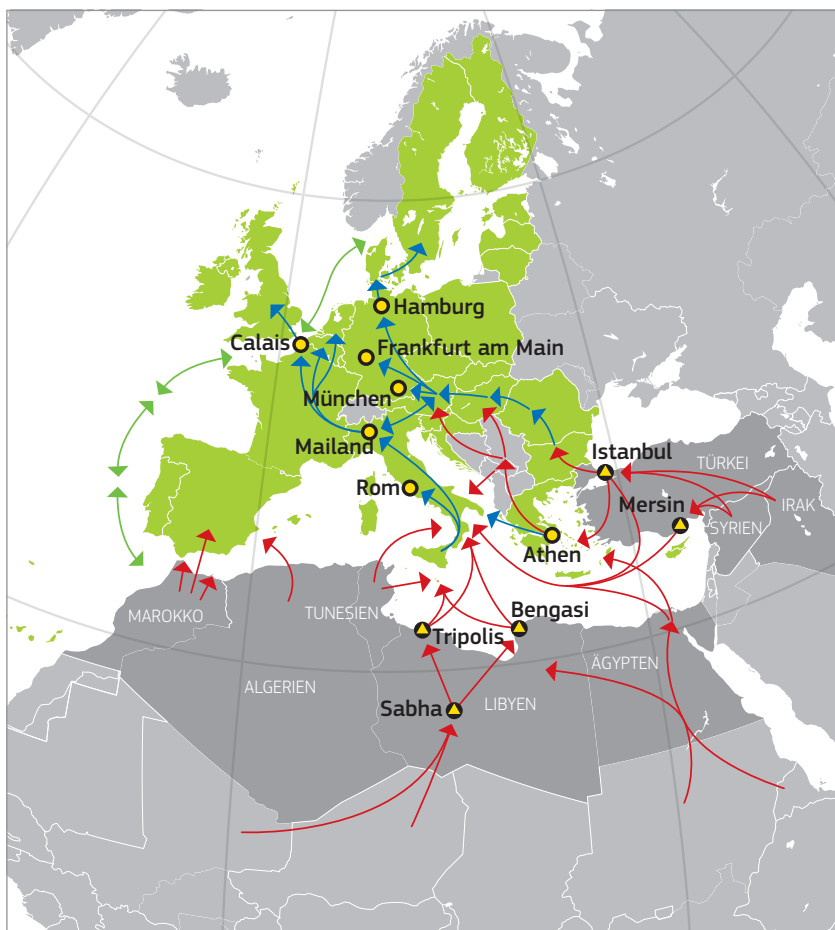 Hamburg
Calais
Frankfurt am Main
München
Mailand
Istanbul
TÜRKEI
Rom
Mersin
IRAK
SYRIEN
Athen
MAROKKO
TUNESIEN
Bengasi
Tripolis
ÄGYPTEN
ALGERIEN
Sabha
LIBYEN